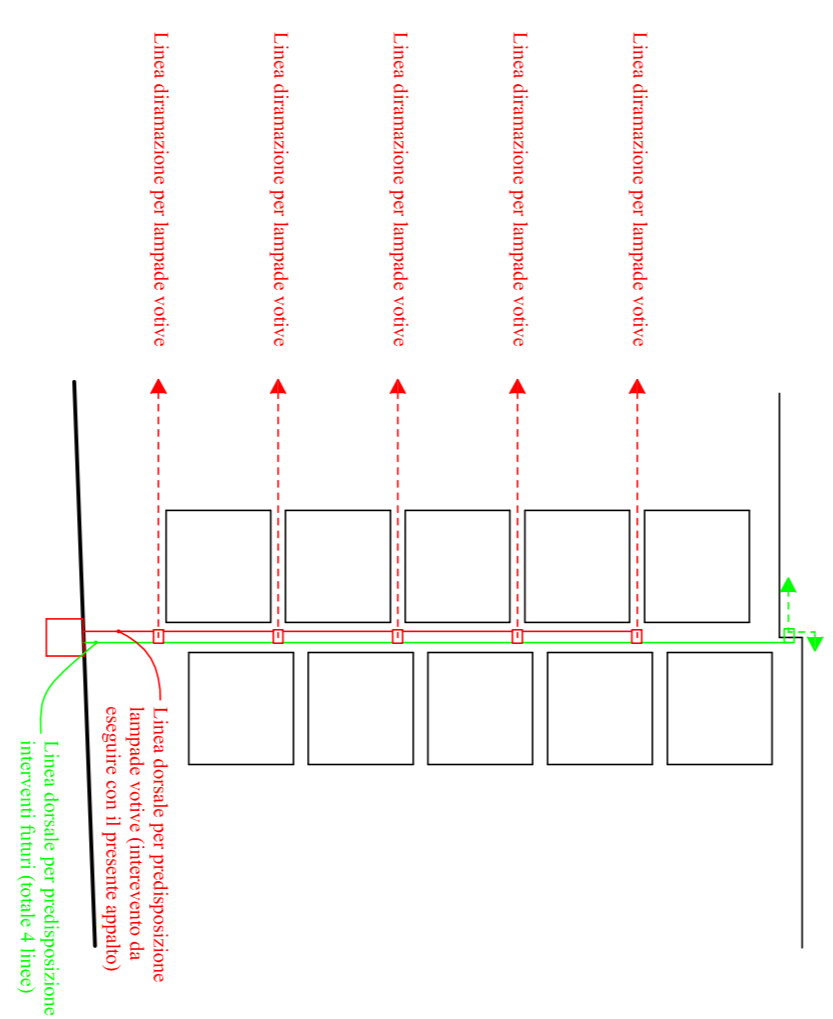 Linea diramazione per lampade votive
Linea diramazione per lampade votive
Linea diramazione per lampade votive
Linea diramazione per lampade votive
Linea diramazione per lampade votive
Linea dorsale per predisposizione
lampade votive (interevento da
eseguire con il presente appalto)
Linea dorsale per predisposizione
interventi futuri (totale 4 linee)